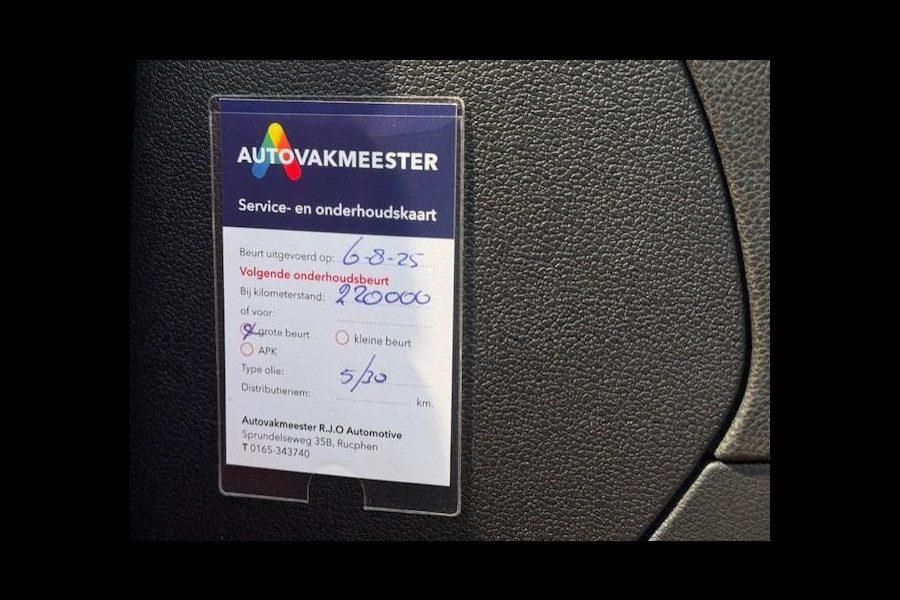 AUTOVAKMEESTER
Service- en onderhoudskaart
Beurt uitgevoerd op: 6-8-25
Volgende onderhoudsbeurt
Bij kilometerstand: 220000
of voor:
grote beurt kleine beurt
APK
Type olie: 5/30
Distributieriem: km.
Autovakmeester R.J.O Automotive
Sprundelseweg 35B, Rucphen
T 0165-343740